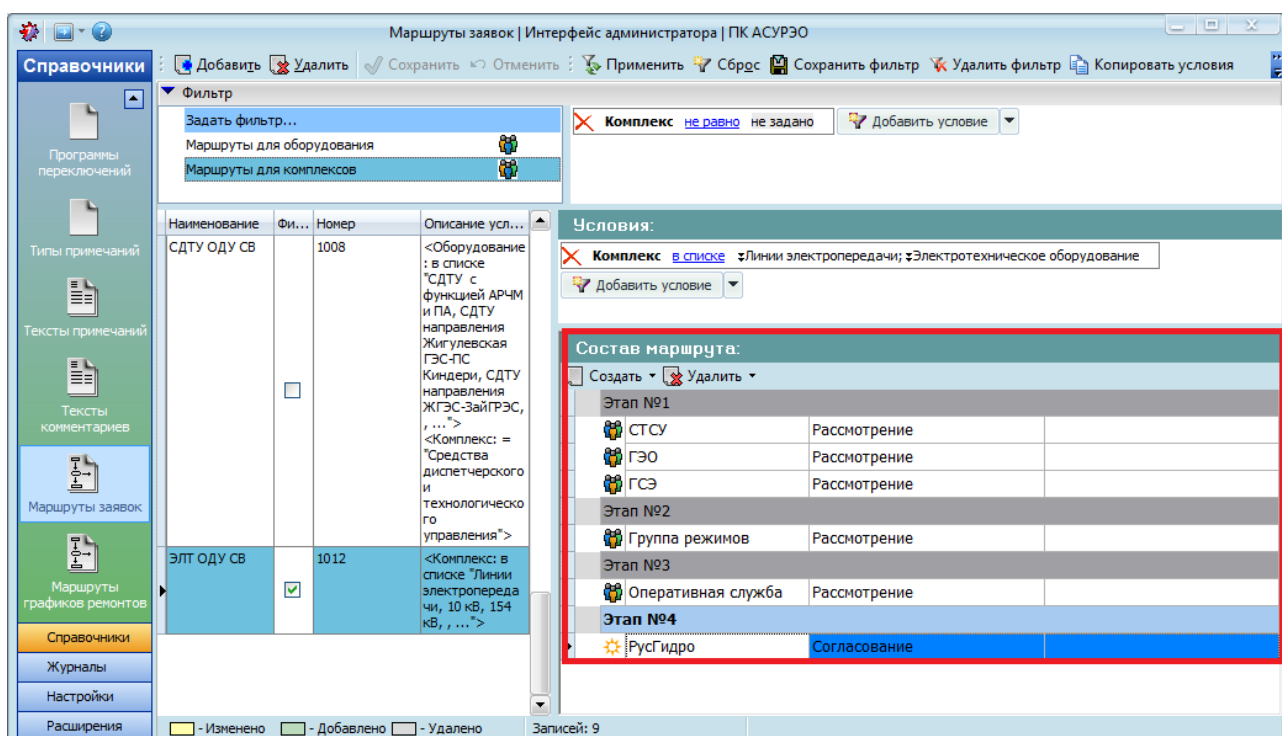 Маршруты заявок | Интерфейс администратора | ПК АСУРЭО
Справочники
Добавить Удалить Сохранить Отменить Применить Сброс Сохранить фильтр Удалить фильтр Копировать условия
Фильтр
Задать фильтр...
Маршруты для оборудования
Маршруты для комплексов
Комплекс не равно не задано Добавить условие
Программы
переключений
Типы примечаний
Тексты примечаний
Тексты
комментариев
Маршруты заявок
Маршруты
графиков ремонтов
Справочники
Журналы
Настройки
Расширения
Наименование Фи... Номер Описание усл...
СДТУ ОДУ СВ 1008 <Оборудование
: в списке
"СДТУ с
функцией АРЧМ
и ПА, СДТУ
направления
Жигулевская
ГЭС-ПС
Киндери, СДТУ
направления
ЖГЭС-ЗайГРЭС,
, ...">
<Комплекс: =
"Средства
диспетчерского
и
технологическо
го
управления">
ЭЛТ ОДУ СВ 1012 <Комплекс: в
списке "Линии
электропереда
чи, 10 кВ, 154
кВ, , ...">
Условия:
Комплекс в списке Линии электропередачи; Электротехническое оборудование
Добавить условие
Состав маршрута:
Создать Удалить
Этап №1
СТСУ Рассмотрение
ГЭО Рассмотрение
ГСЭ Рассмотрение
Этап №2
Группа режимов Рассмотрение
Этап №3
Оперативная служба Рассмотрение
Этап №4
РусГидро Согласование
- Изменено - Добавлено - Удалено Записей: 9